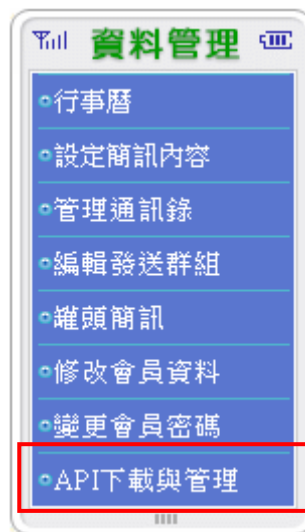 資料管理
行事曆
設定簡訊內容
管理通訊錄
編輯發送群組
罐頭簡訊
修改會員資料
變更會員密碼
API下載與管理